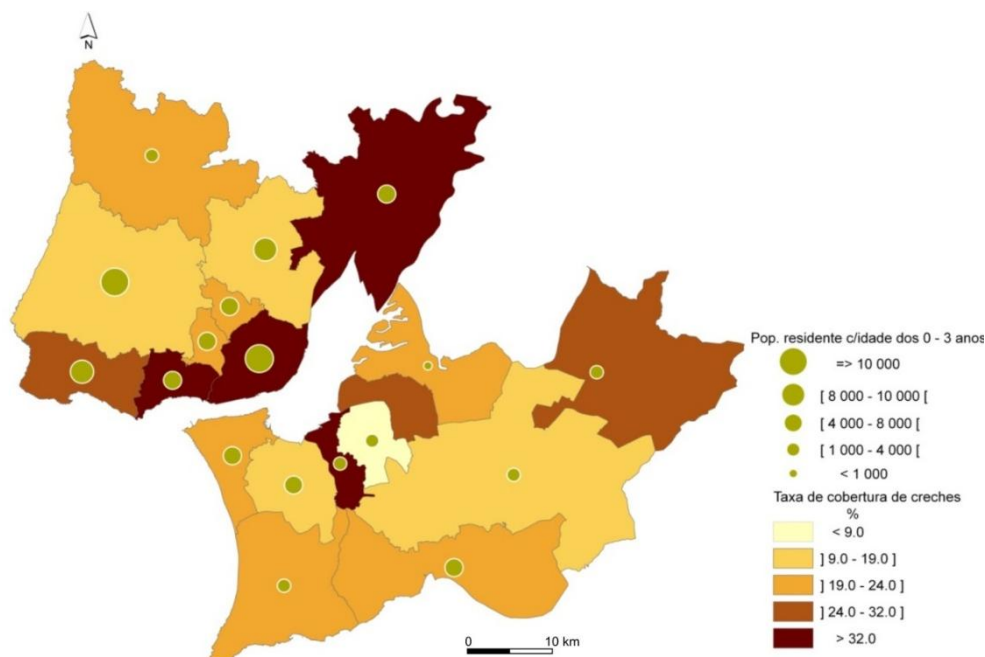 N
Pop. residente c/idade dos 0 - 3 anos
=> 10 000
[ 8 000 - 10 000 [
[ 4 000 - 8 000 [
[ 1 000 - 4 000 [
< 1 000
Taxa de cobertura de creches
%
< 9.0
] 9.0 - 19.0 ]
] 19.0 - 24.0 ]
] 24.0 - 32.0 ]
> 32.0
0 10 km